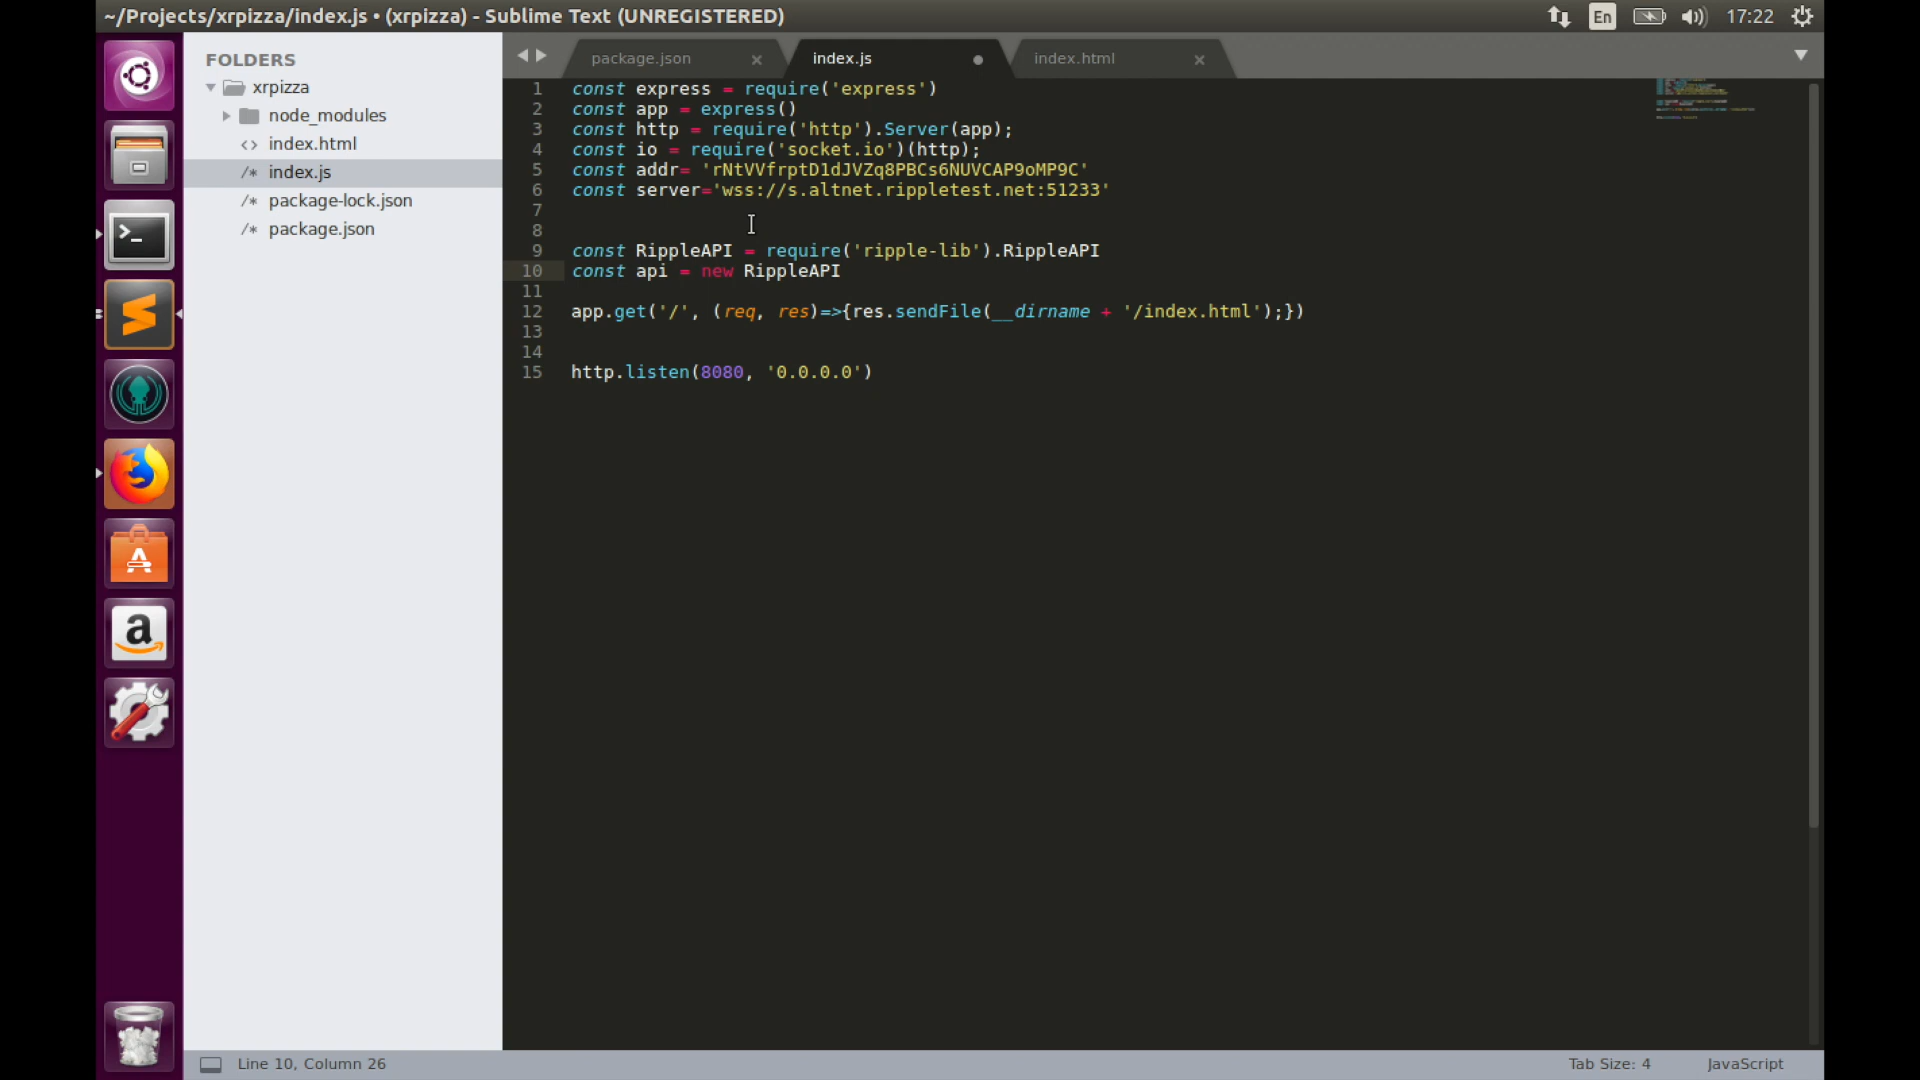 ~/Projects/xrpizza/index.js • (xrpizza) - Sublime Text (UNREGISTERED)
En
17:22
FOLDERS
xrpizza
node_modules
<> index.html
/* index.js
/* package-lock.json
/* package.json
package.json
index.js
index.html
1 const express = require('express')
2 const app = express()
3 const http = require('http').Server(app);
4 const io = require('socket.io')(http);
5 const addr= 'rNtVVfrptD1dJVZq8PBCs6NUVCAP9oMP9C'
6 const server='wss://s.altnet.rippletest.net:51233'
7
8
9 const RippleAPI = require('ripple-lib').RippleAPI
10 const api = new RippleAPI
11
12 app.get('/', (req, res)=>{res.sendFile(__dirname + '/index.html');})
13
14
15 http.listen(8080, '0.0.0.0')
Line 10, Column 26
Tab Size: 4
JavaScript